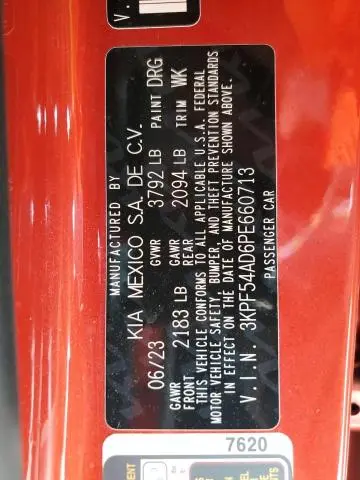 MANUFACTURED BY
KIA MEXICO S.A. DE C.V.
06/23 GVWR 3792 LB PAINT DRG
GAWR FRONT 2183 LB GAWR REAR 2094 LB TRIM WK
THIS VEHICLE CONFORMS TO ALL APPLICABLE U.S.A. FEDERAL
MOTOR VEHICLE SAFETY, BUMPER, AND THEFT PREVENTION STANDARDS
IN EFFECT ON THE DATE OF MANUFACTURE SHOWN ABOVE.
V.I.N. 3KPF54AD6PE660713
PASSENGER CAR
7620